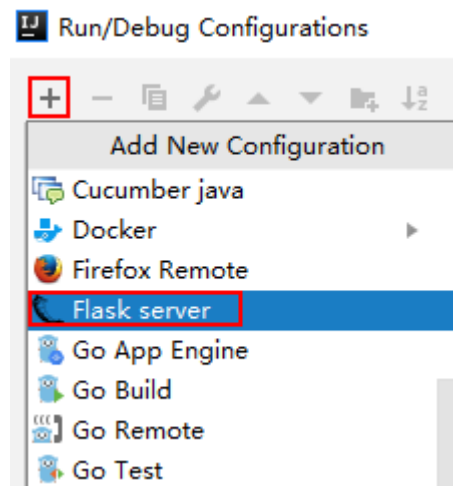 IJ Run/Debug Configurations
Add New Configuration
Cucumber java
Docker
Firefox Remote
Flask server
Go App Engine
Go Build
Go Remote
Go Test